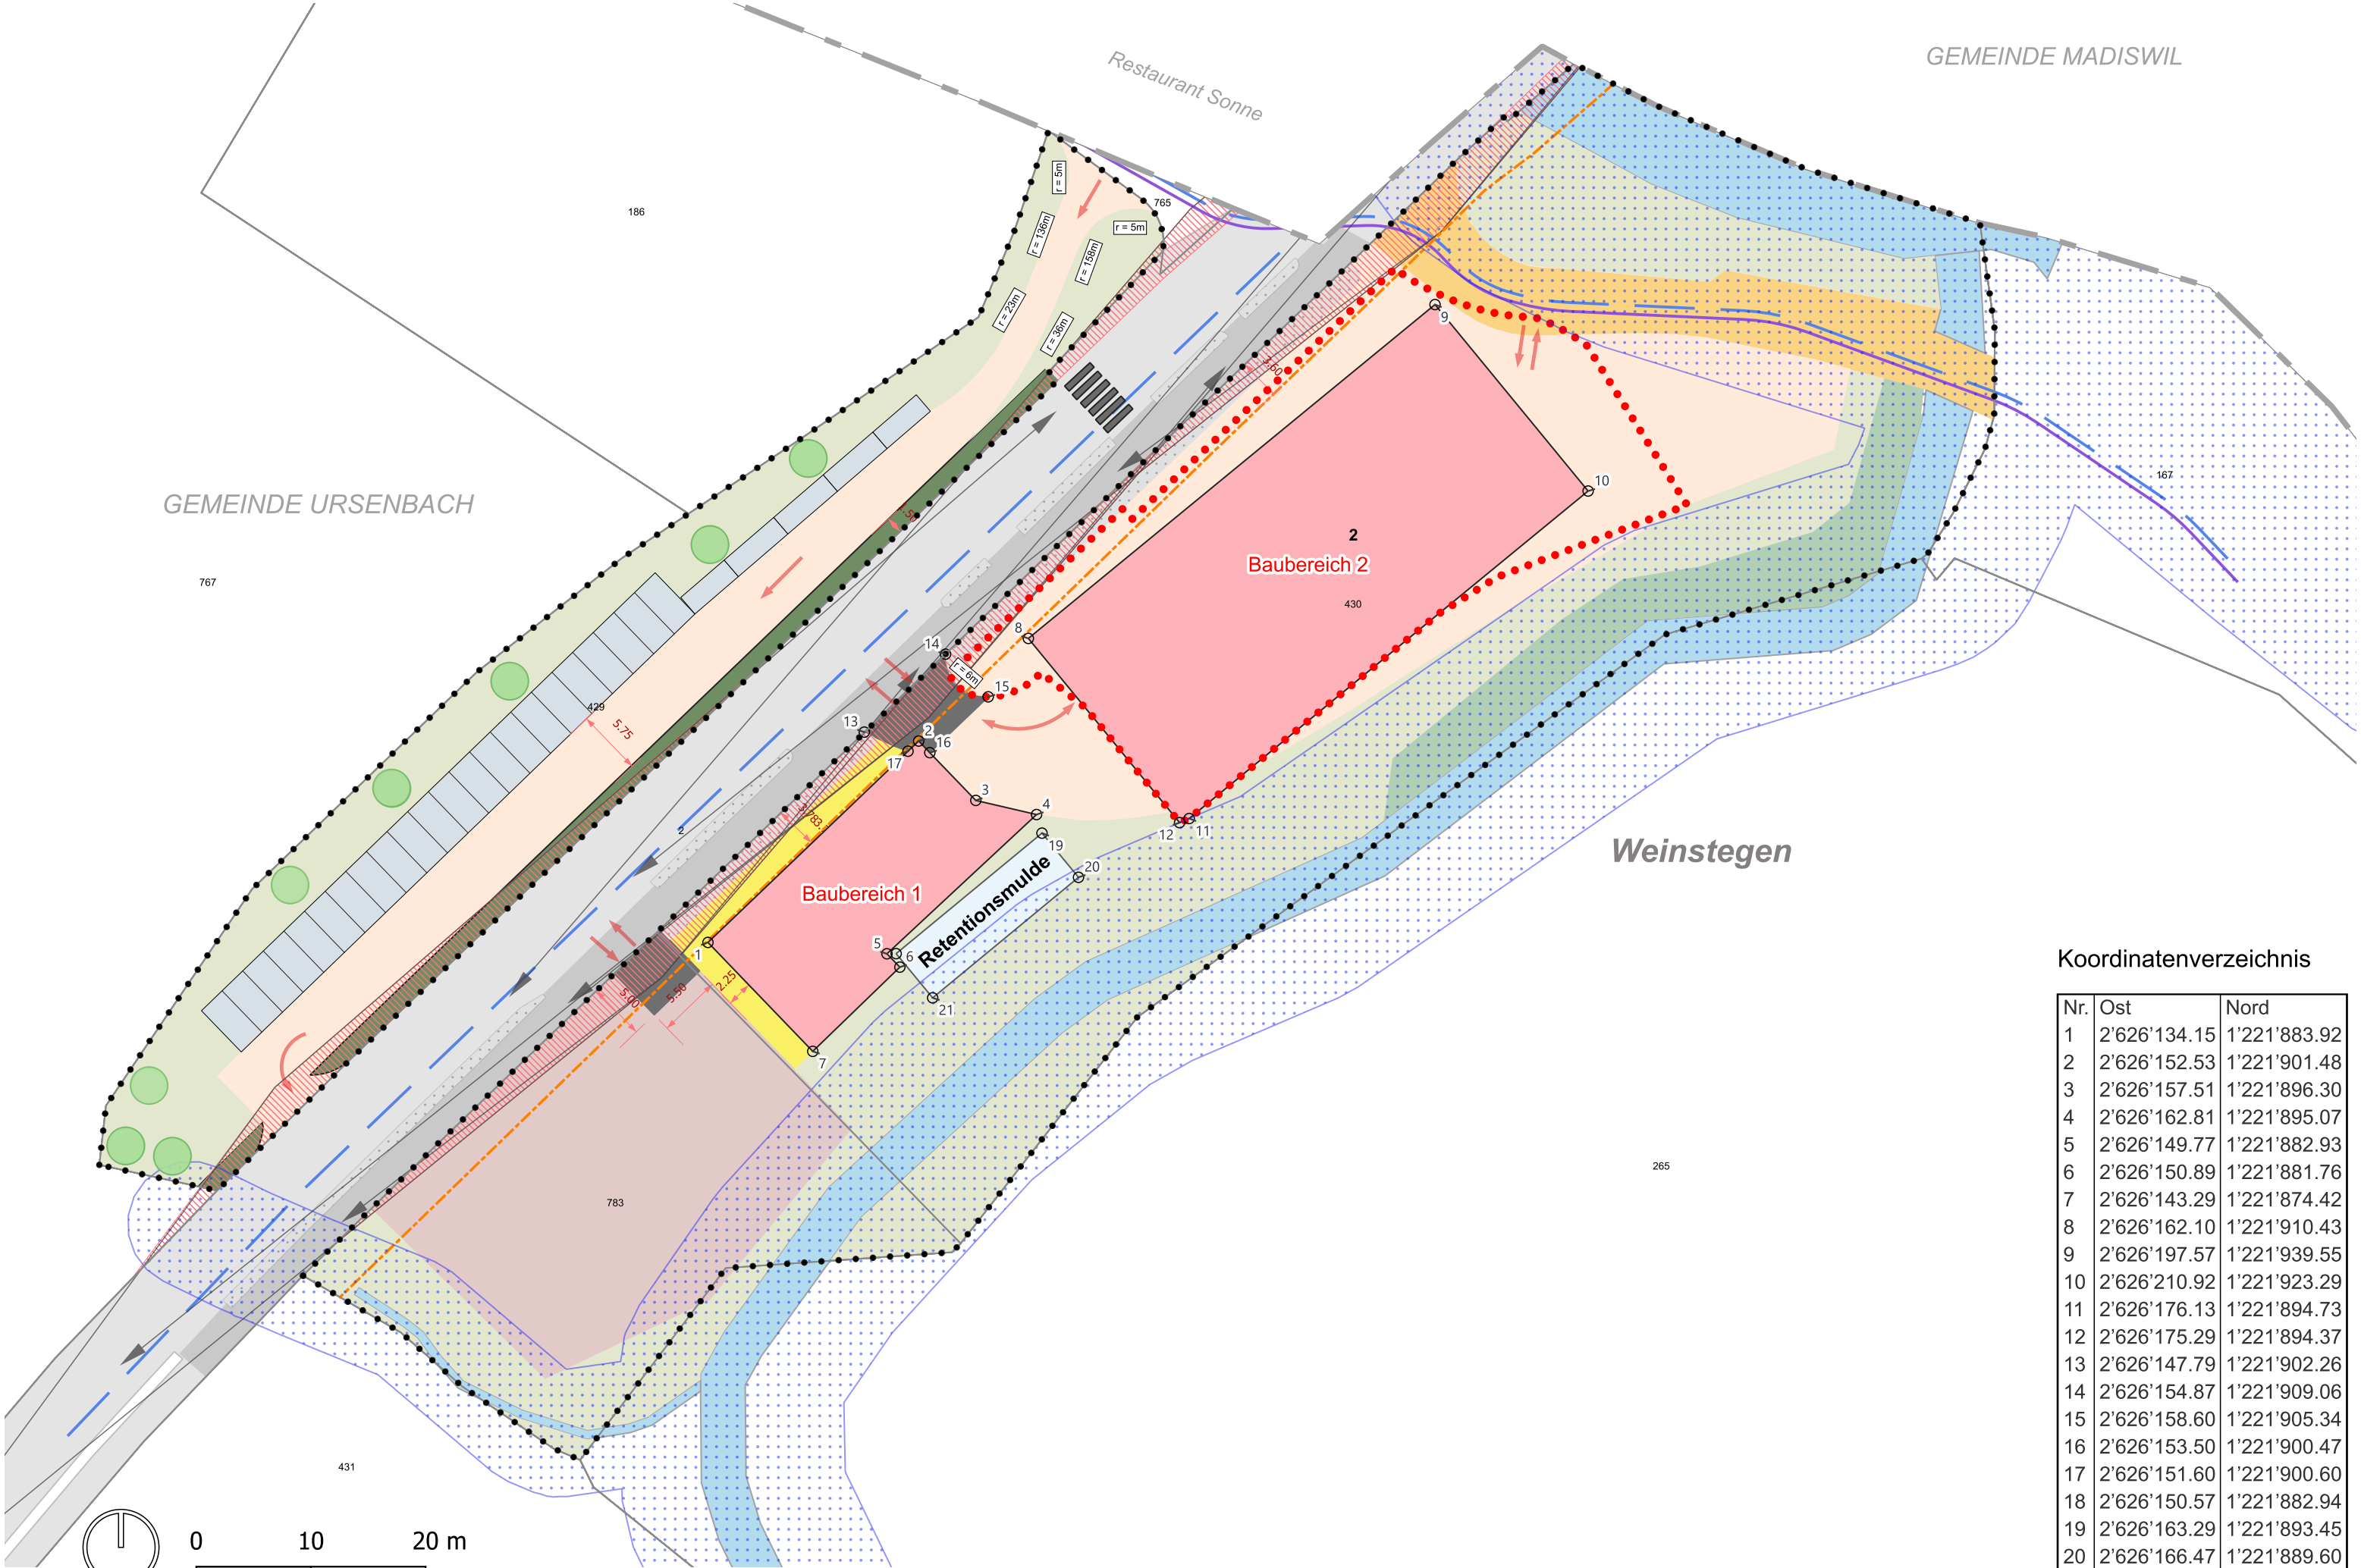 GEMEINDE MADISWIL
Restaurant Sonne
r = 5m
765
186
r = 136m
r = 5m
r = 158m
r = 23m
r = 36m
9
3.60
GEMEINDE URSENBACH
767
167
10
2
Baubereich 2
430
8
14
r = 6m
15
429
5.75
13
2
16
17
3
4
2
3.783
12
11
19
20
Baubereich 1
Retentionsmulde
Weinstegen
1
5
6
2.25
5.00
5.50
21
7
265
783
431
0 10 20 m
Koordinatenverzeichnis
Nr. Ost Nord
1 2'626'134.15 1'221'883.92
2 2'626'152.53 1'221'901.48
3 2'626'157.51 1'221'896.30
4 2'626'162.81 1'221'895.07
5 2'626'149.77 1'221'882.93
6 2'626'150.89 1'221'881.76
7 2'626'143.29 1'221'874.42
8 2'626'162.10 1'221'910.43
9 2'626'197.57 1'221'939.55
10 2'626'210.92 1'221'923.29
11 2'626'176.13 1'221'894.73
12 2'626'175.29 1'221'894.37
13 2'626'147.79 1'221'902.26
14 2'626'154.87 1'221'909.06
15 2'626'158.60 1'221'905.34
16 2'626'153.50 1'221'900.47
17 2'626'151.60 1'221'900.60
18 2'626'150.57 1'221'882.94
19 2'626'163.29 1'221'893.45
20 2'626'166.47 1'221'889.60